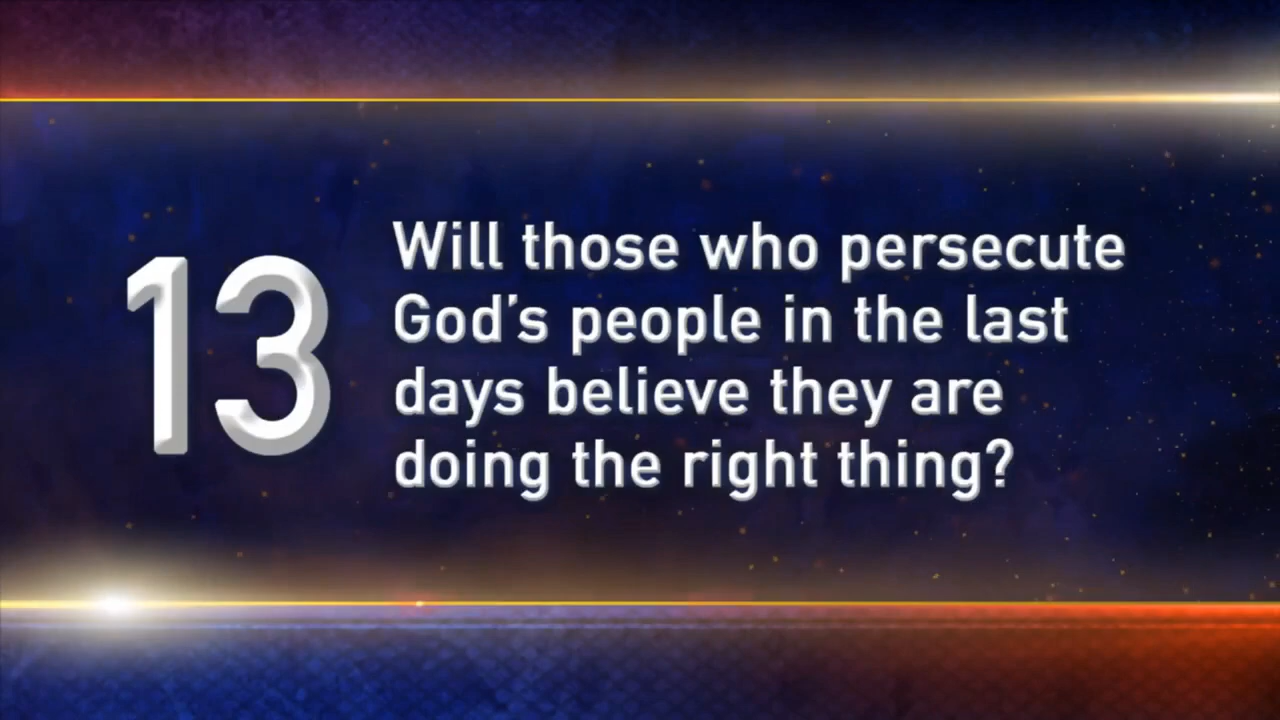 13
Will those who persecute
God's people in the last
days believe they are
doing the right thing?